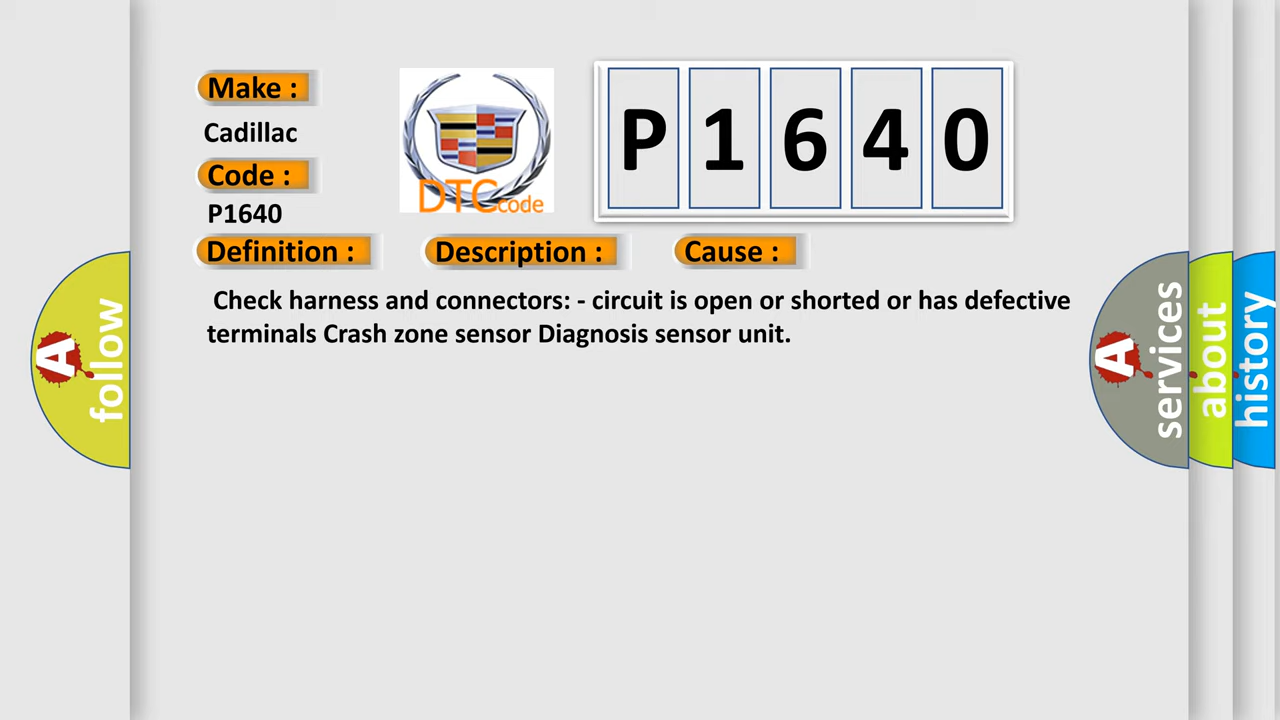 Make :
Cadillac
Code :
P1640
DTC code
P 1 6 4 0
Definition :
Description :
Cause :
Check harness and connectors: - circuit is open or shorted or has defective
terminals Crash zone sensor Diagnosis sensor unit.
A
follow
A
services
about
history